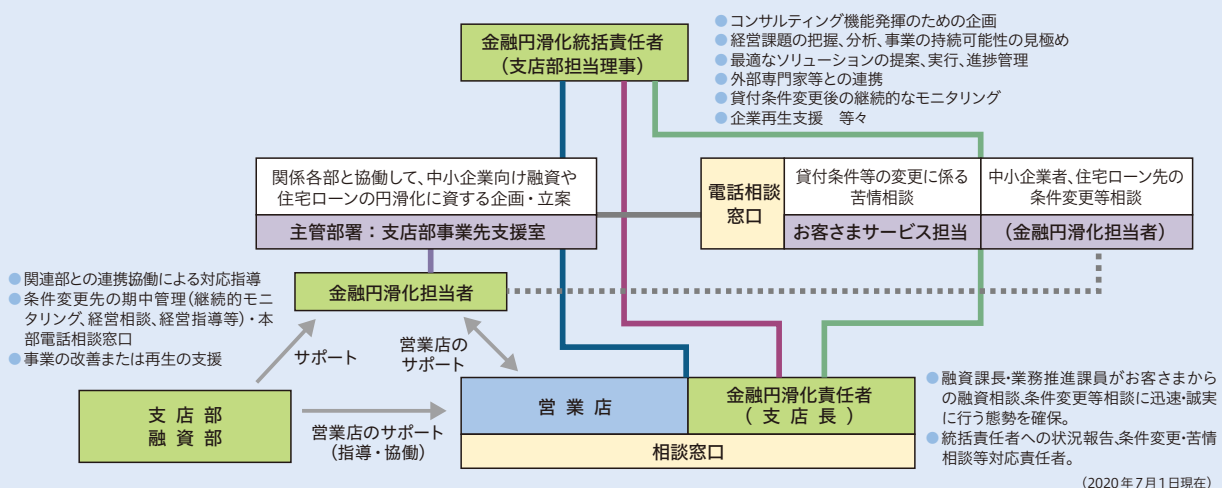 金融円滑化統括責任者
(支店部担当理事)
●コンサルティング機能発揮のための企画
●経営課題の把握、分析、事業の持続可能性の見極め
●最適なソリューションの提案、実行、進捗管理
●外部専門家等との連携
●貸付条件変更後の継続的なモニタリング
●企業再生支援　等々
関係各部と協働して、中小企業向け融資や
住宅ローンの円滑化に資する企画・立案
主管部署：支店部事業先支援室
電話相談
窓口
貸付条件等の変更に係る
苦情相談
お客さまサービス担当
中小企業者、住宅ローン先の
条件変更等相談
(金融円滑化担当者)
●関連部との連携協働による対応指導
●条件変更先の期中管理(継続的モニ
タリング、経営相談、経営指導等)・本
部電話相談窓口
●事業の改善または再生の支援
金融円滑化担当者
サポート
営業店の
サポート
支店部
融資部
営業店のサポート
(指導・協働)
営業店
金融円滑化責任者
(支店長)
相談窓口
●融資課長・業務推進課員がお客さまから
の融資相談、条件変更等相談に迅速・誠実
に行う態勢を確保。
●統括責任者への状況報告、条件変更・苦情
相談等対応責任者。
(2020年7月1日現在)